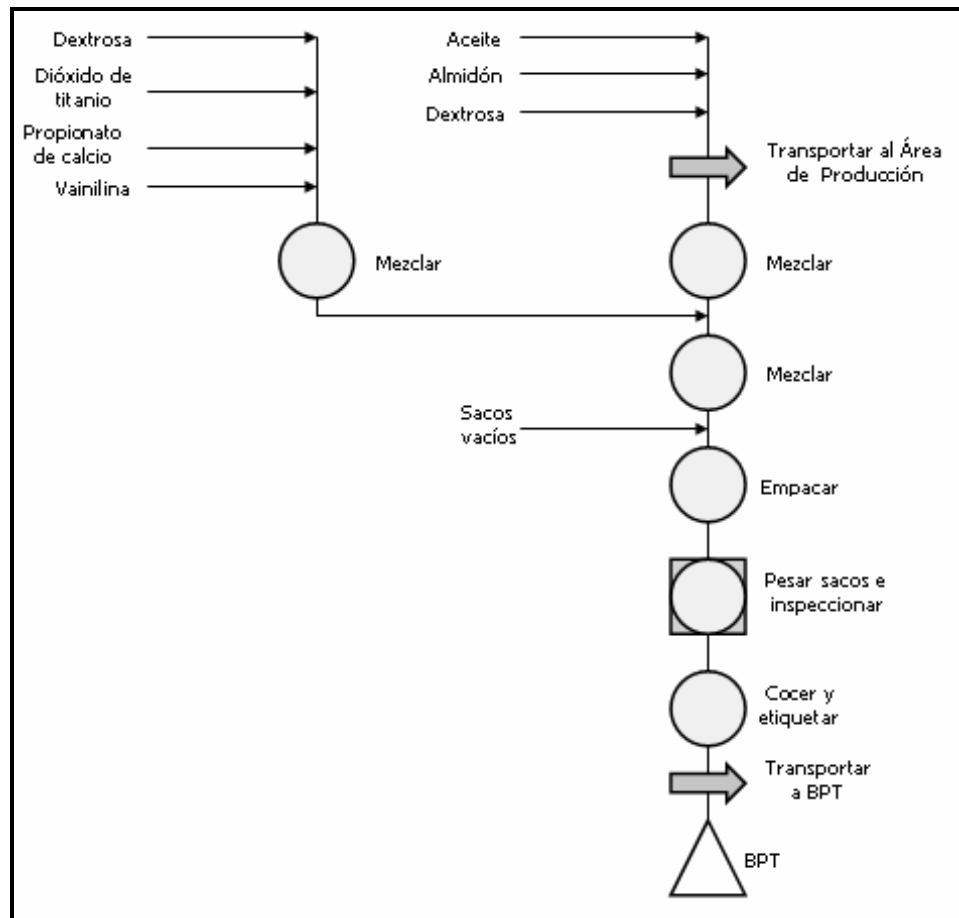 Dextrosa
Dióxido de
titanio
Propionato
de calcio
Vainilina
Mezclar
Aceite
Almidón
Dextrosa
Transportar al Área
de Producción
Mezclar
Mezclar
Sacos
vacíos
Empacar
Pesar sacos e
inspeccionar
Cocer y
etiquetar
Transportar
a BPT
BPT